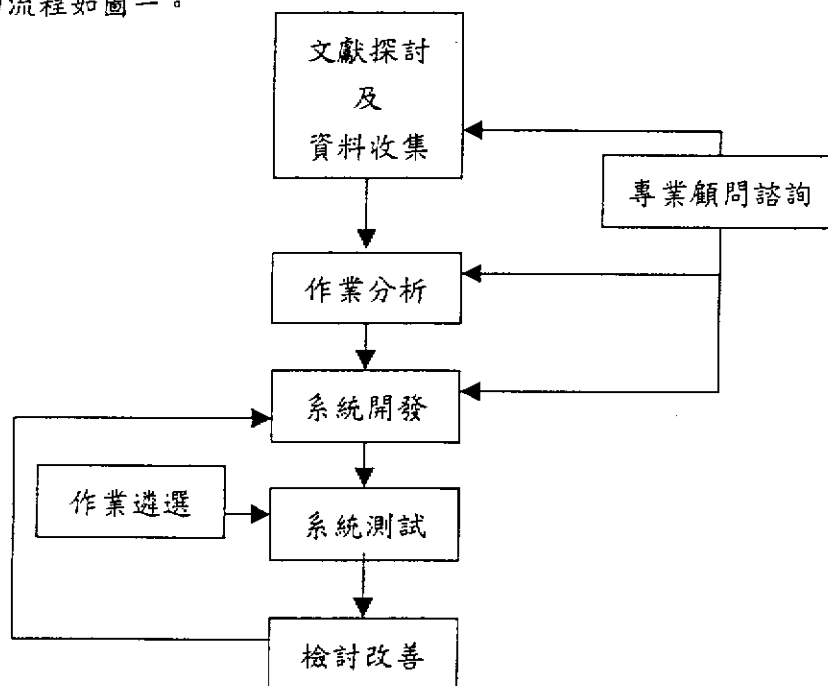 流程如圖一。
文獻探討
及
資料收集
專業顧問諮詢
作業分析
系統開發
作業遴選
系統測試
檢討改善